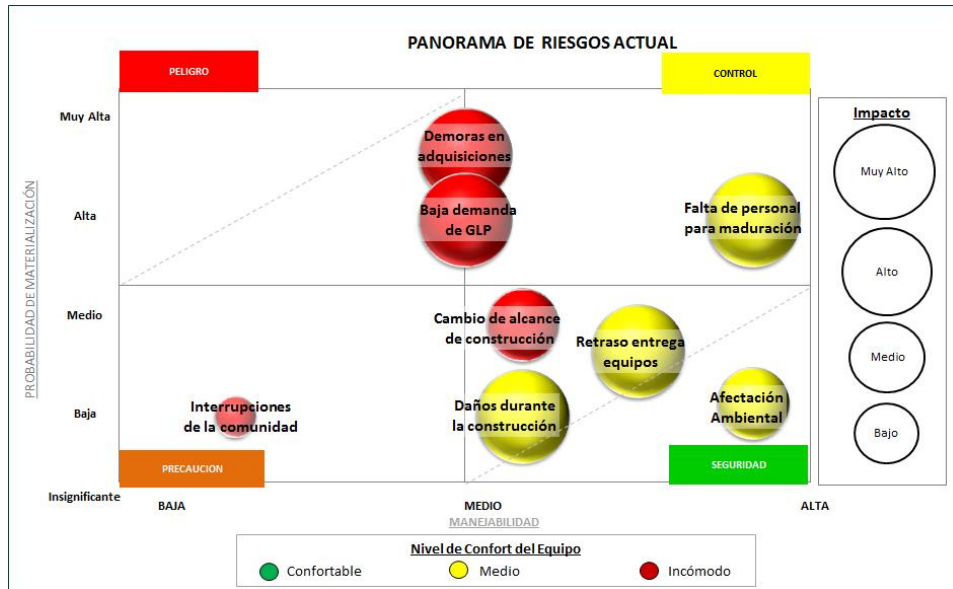 PANORAMA DE RIESGOS ACTUAL
PELIGRO
CONTROL
Muy Alta
Alta
Medio
Baja
Insignificante
PROBABILIDAD DE MATERIALIZACIÓN
Demoras en
adquisiciones
Baja demanda
de GLP
Falta de personal
para maduración
Cambio de alcance
de construcción
Retraso entrega
equipos
Interrupciones
de la comunidad
Daños durante
la construcción
Afectación
Ambiental
PRECAUCION
SEGURIDAD
BAJA
MEDIO
ALTA
MANEJABILIDAD
Impacto
Muy Alto
Alto
Medio
Bajo
Nivel de Confort del Equipo
Confortable
Medio
Incómodo